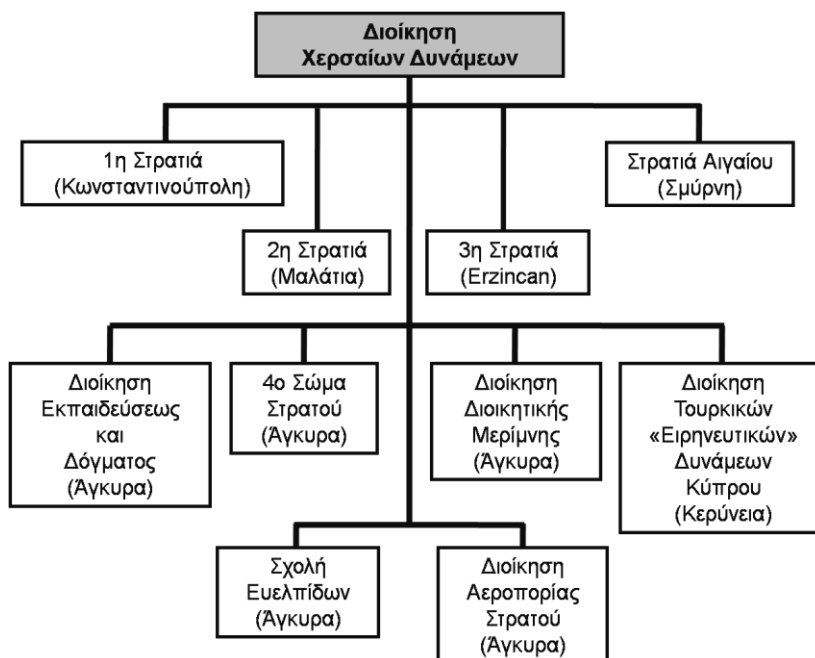 Διοίκηση
Χερσαίων Δυνάμεων
1η Στρατιά
(Κωνσταντινούπολη)
Στρατιά Αιγαίου
(Σμύρνη)
2η Στρατιά
(Μαλάτια)
3η Στρατιά
(Erzincan)
Διοίκηση
Εκπαιδεύσεως
και
Δόγματος
(Άγκυρα)
4ο Σώμα
Στρατού
(Άγκυρα)
Διοίκηση
Διοικητικής
Μερίμνης
(Άγκυρα)
Διοίκηση
Τουρκικών
«Ειρηνευτικών»
Δυνάμεων
Κύπρου
(Κερύνεια)
Σχολή
Ευελπίδων
(Άγκυρα)
Διοίκηση
Αεροπορίας
Στρατού
(Άγκυρα)